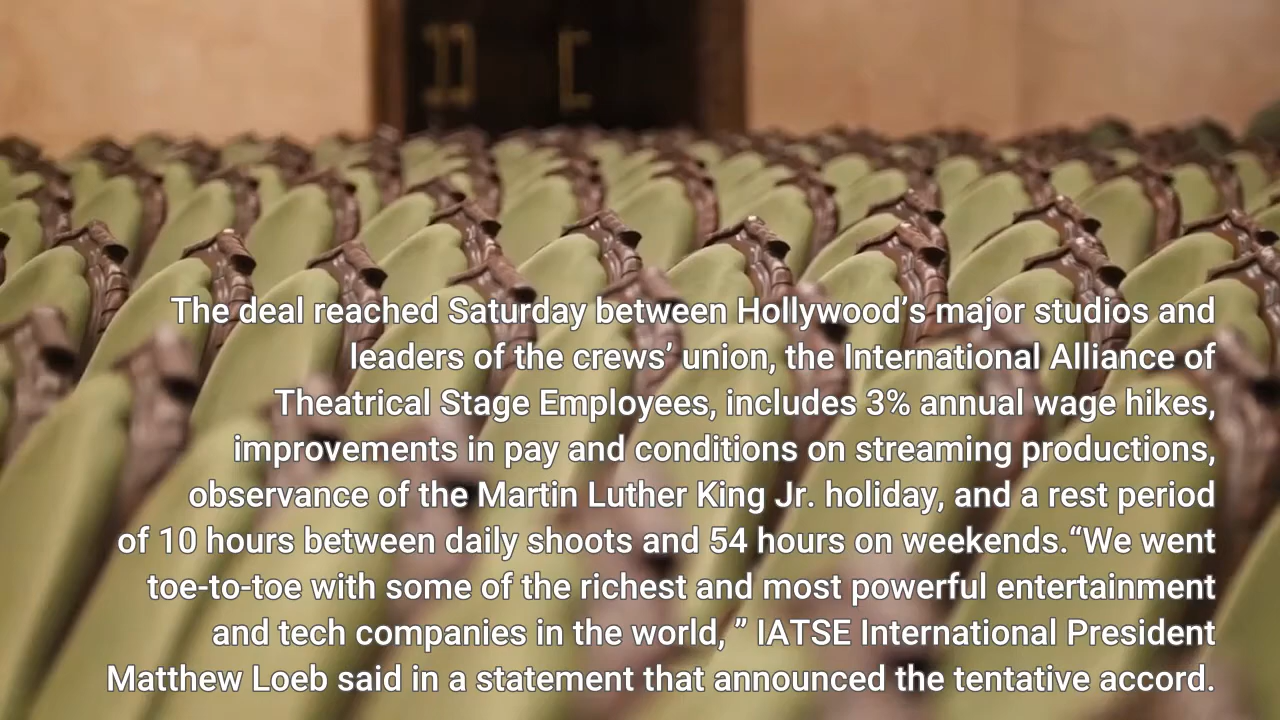 The deal reached Saturday between Hollywood’s major studios and
leaders of the crews’ union, the International Alliance of
Theatrical Stage Employees, includes 3% annual wage hikes,
improvements in pay and conditions on streaming productions,
observance of the Martin Luther King Jr. holiday, and a rest period
of 10 hours between daily shoots and 54 hours on weekends.“We went
toe-to-toe with some of the richest and most powerful entertainment
and tech companies in the world, ” IATSE International President
Matthew Loeb said in a statement that announced the tentative accord.